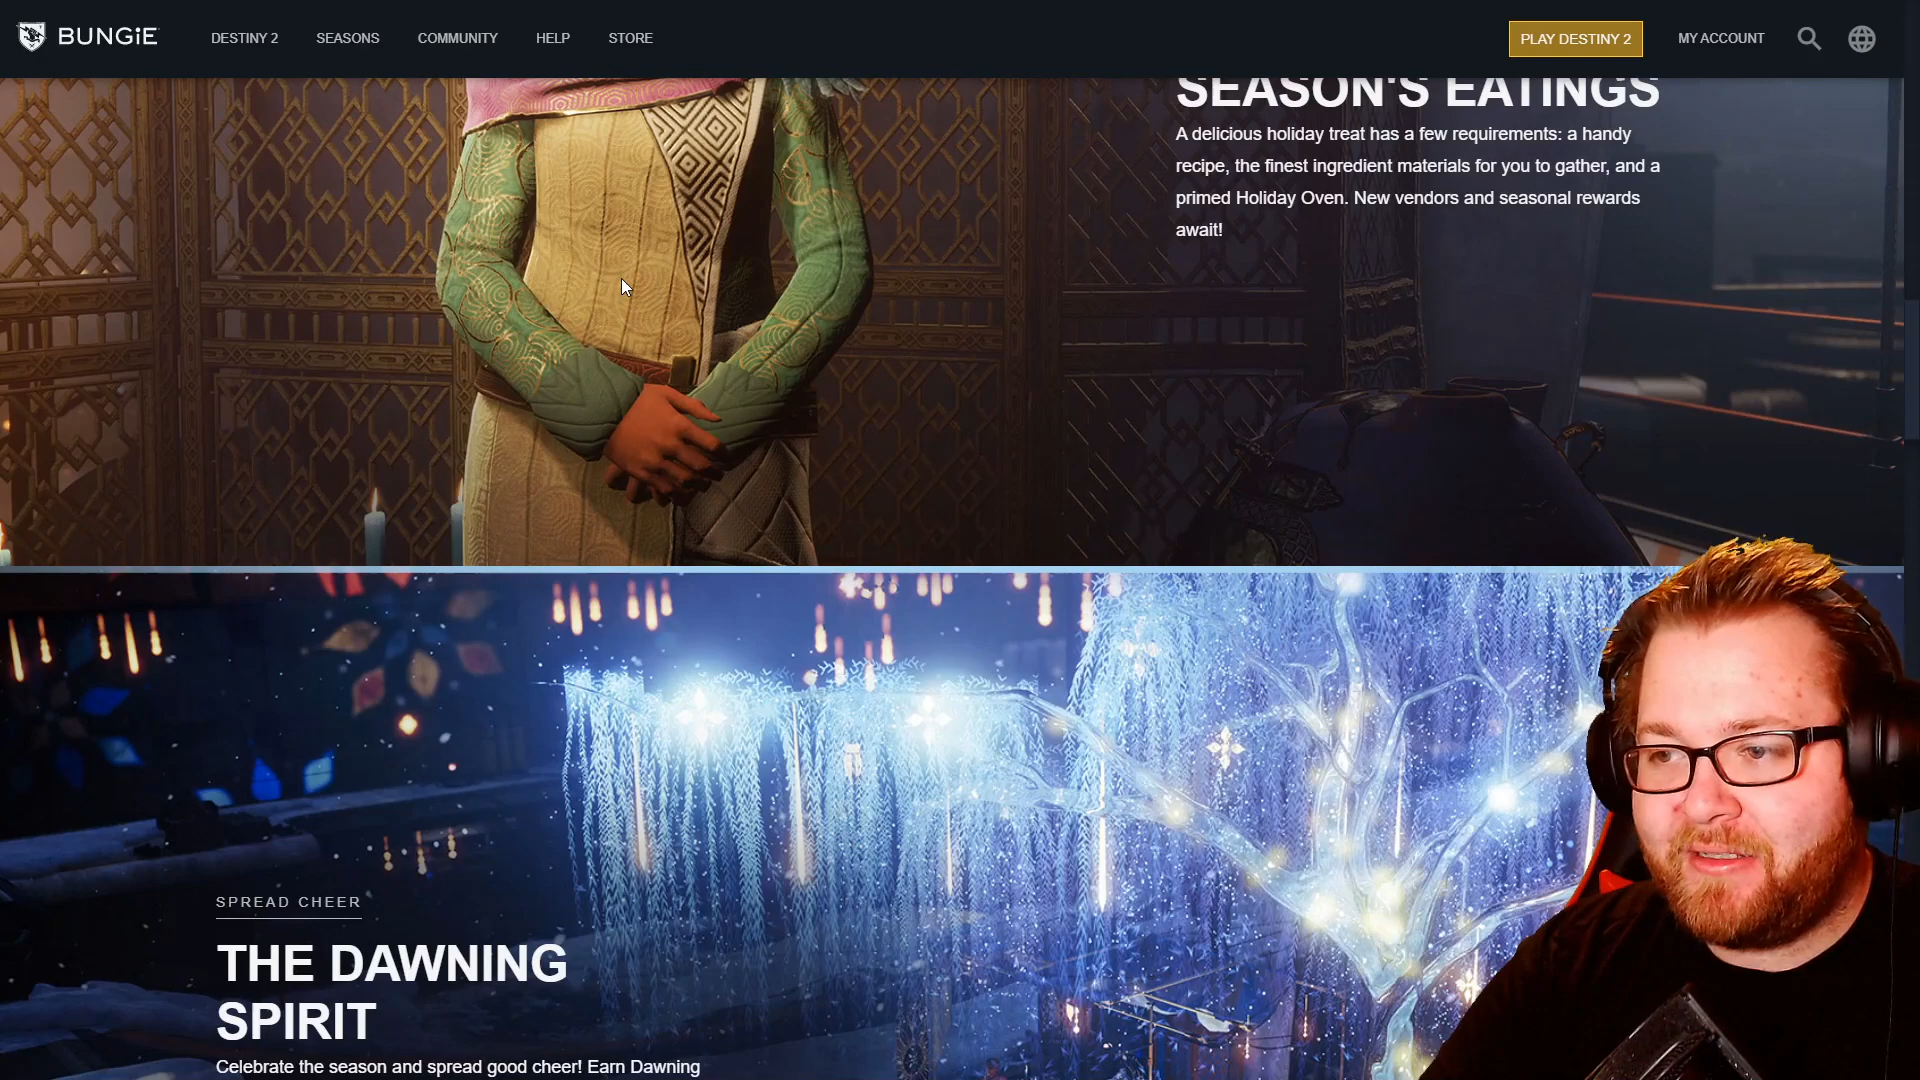 BUNGiE
DESTINY 2 SEASONS COMMUNITY HELP STORE
PLAY DESTINY 2 MY ACCOUNT
SEASON'S EATINGS
A delicious holiday treat has a few requirements: a handy
recipe, the finest ingredient materials for you to gather, and a
primed Holiday Oven. New vendors and seasonal rewards
await!
SPREAD CHEER
THE DAWNING
SPIRIT
Celebrate the season and spread good cheer! Earn Dawning